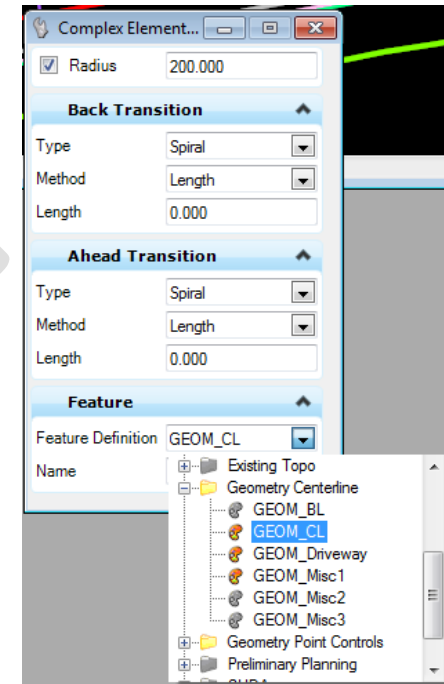 Complex Element...
Radius 200.000
Back Transition
Type Spiral
Method Length
Length 0.000
Ahead Transition
Type Spiral
Method Length
Length 0.000
Feature
Feature Definition GEOM_CL
Name
Existing Topo
Geometry Centerline
GEOM_BL
GEOM_CL
GEOM_Driveway
GEOM_Misc1
GEOM_Misc2
GEOM_Misc3
Geometry Point Controls
Preliminary Planning